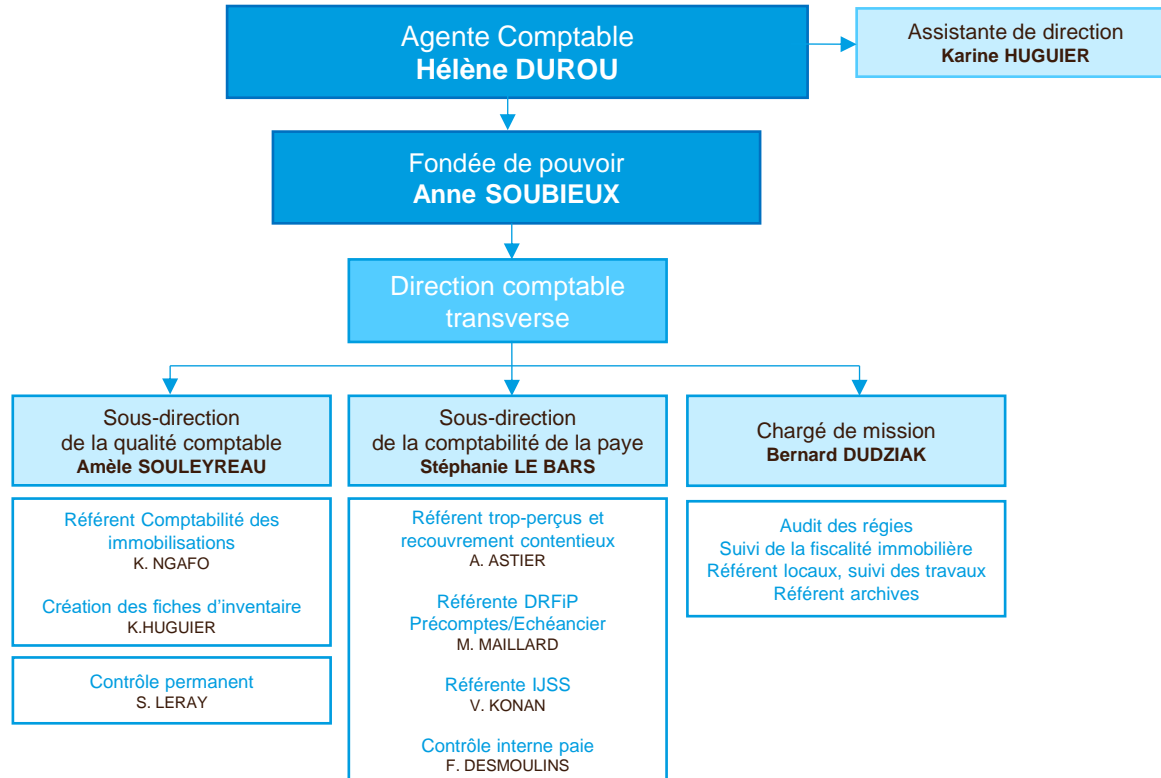 Agente Comptable
Hélène DUROU
Assistante de direction
Karine HUGUIER
Fondée de pouvoir
Anne SOUBIEUX
Direction comptable
transverse
Sous-direction
de la qualité comptable
Amèle SOULEYREAU
Référent Comptabilité des
immobilisations
K. NGAFO
Création des fiches d’inventaire
K.HUGUIER
Contrôle permanent
S. LERAY
Sous-direction
de la comptabilité de la paye
Stéphanie LE BARS
Référent trop-perçus et
recouvrement contentieux
A. ASTIER
Référente DRFiP
Précomptes/Echéancier
M. MAILLARD
Référente IJSS
V. KONAN
Contrôle interne paie
F. DESMOULINS
Chargé de mission
Bernard DUDZIAK
Audit des régies
Suivi de la fiscalité immobilière
Référent locaux, suivi des travaux
Référent archives